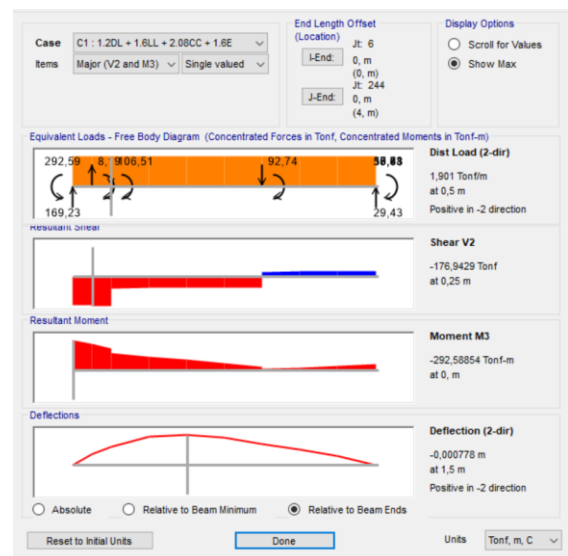 End Length Offset
(Location)
Display Options
Case
C1 : 1.2DL + 1.6LL + 2.08CC + 1.6E
Items
Major (V2 and M3)
Single valued
Jt: 6
I-End:
0, m
(0, m)
Jt: 244
J-End:
0, m
(4, m)
Scroll for Values
Show Max
Equivalent Loads - Free Body Diagram (Concentrated Forces in Tonf, Concentrated Moments in Tonf-m)
292,59
106,51
92,74
169,23
29,43
Dist Load (2-dir)
1,901 Tonf/m
at 0,5 m
Positive in -2 direction
Resultant Shear
Shear V2
-176,9429 Tonf
at 0,25 m
Resultant Moment
Moment M3
-292,58854 Tonf-m
at 0, m
Deflections
Deflection (2-dir)
-0,000778 m
at 1,5 m
Positive in -2 direction
Absolute
Relative to Beam Minimum
Relative to Beam Ends
Reset to Initial Units
Done
Units
Tonf, m, C